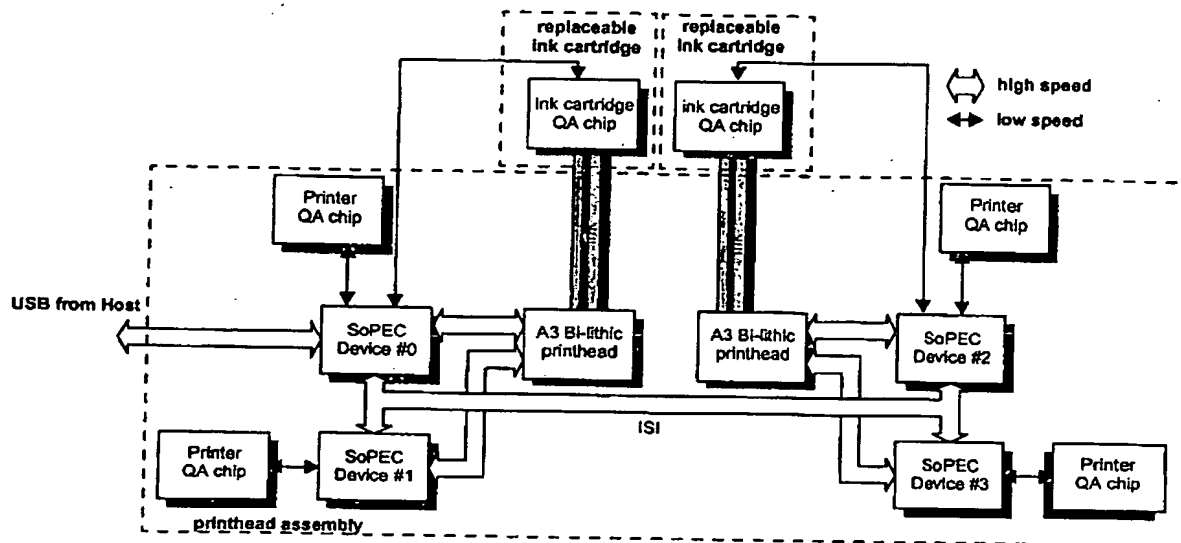 replaceable
ink cartridge
replaceable
ink cartridge
Ink cartridge
QA chip
ink cartridge
QA chip
high speed
low speed
Printer
QA chip
Printer
QA chip
USB from Host
SoPEC
Device #0
A3 Bi-lithic
printhead
A3 Bi-lithic
printhead
SoPEC
Device #2
ISI
Printer
QA chip
SoPEC
Device #1
SoPEC
Device #3
Printer
QA chip
printhead assembly